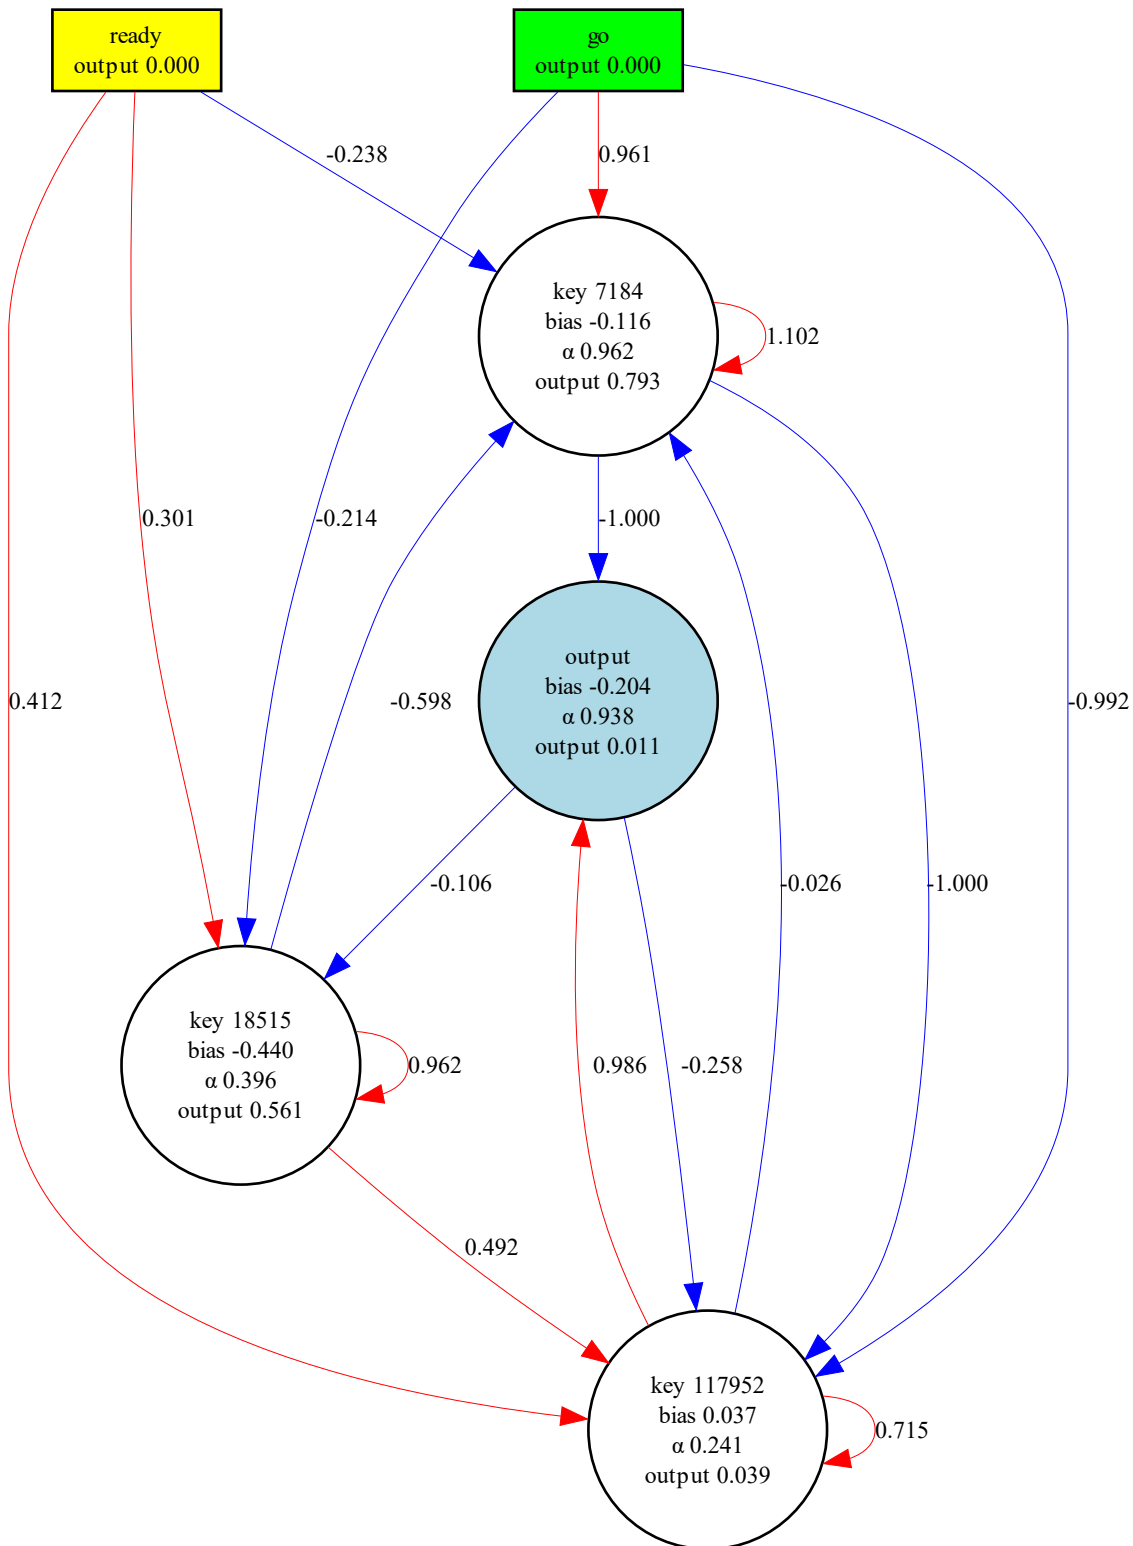 ready
output 0.000
go
output 0.000
-0.238
0.961
key 7184
bias -0.116
α 0.962
output 0.793
1.102
0.301
-0.214
-1.000
output
bias -0.204
α 0.938
output 0.011
0.412
-0.598
-0.992
-0.106
-0.026
-1.000
key 18515
bias -0.440
α 0.396
output 0.561
0.962
0.986
-0.258
0.492
key 117952
bias 0.037
α 0.241
output 0.039
0.715